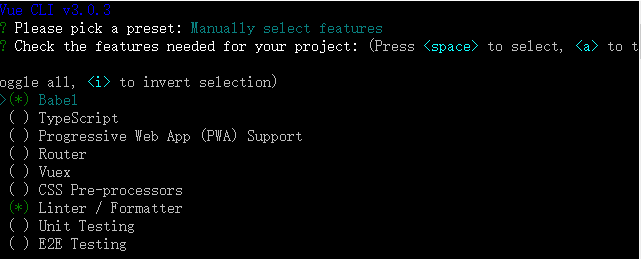 Vue CLI v3.0.3
? Please pick a preset: Manually select features
? Check the features needed for your project: (Press <space> to select, <a> to t
oggle all, <i> to invert selection)
>(*) Babel
( ) TypeScript
( ) Progressive Web App (PWA) Support
( ) Router
( ) Vuex
( ) CSS Pre-processors
(*) Linter / Formatter
( ) Unit Testing
( ) E2E Testing